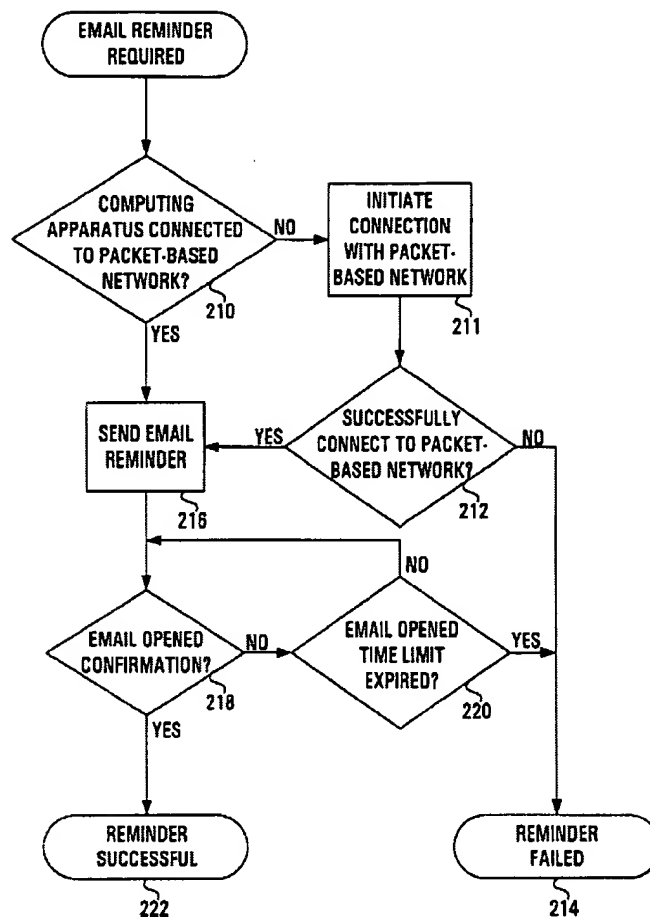 EMAIL REMINDER
REQUIRED
COMPUTING
APPARATUS CONNECTED
TO PACKET-BASED
NETWORK?
210
NO
YES
INITIATE
CONNECTION
WITH PACKET-
BASED NETWORK
211
SUCCESSFULLY
CONNECT TO PACKET-
BASED NETWORK?
212
YES
NO
SEND EMAIL
REMINDER
216
EMAIL OPENED
CONFIRMATION?
218
NO
YES
EMAIL OPENED
TIME LIMIT
EXPIRED?
220
NO
YES
REMINDER
SUCCESSFUL
222
REMINDER
FAILED
214